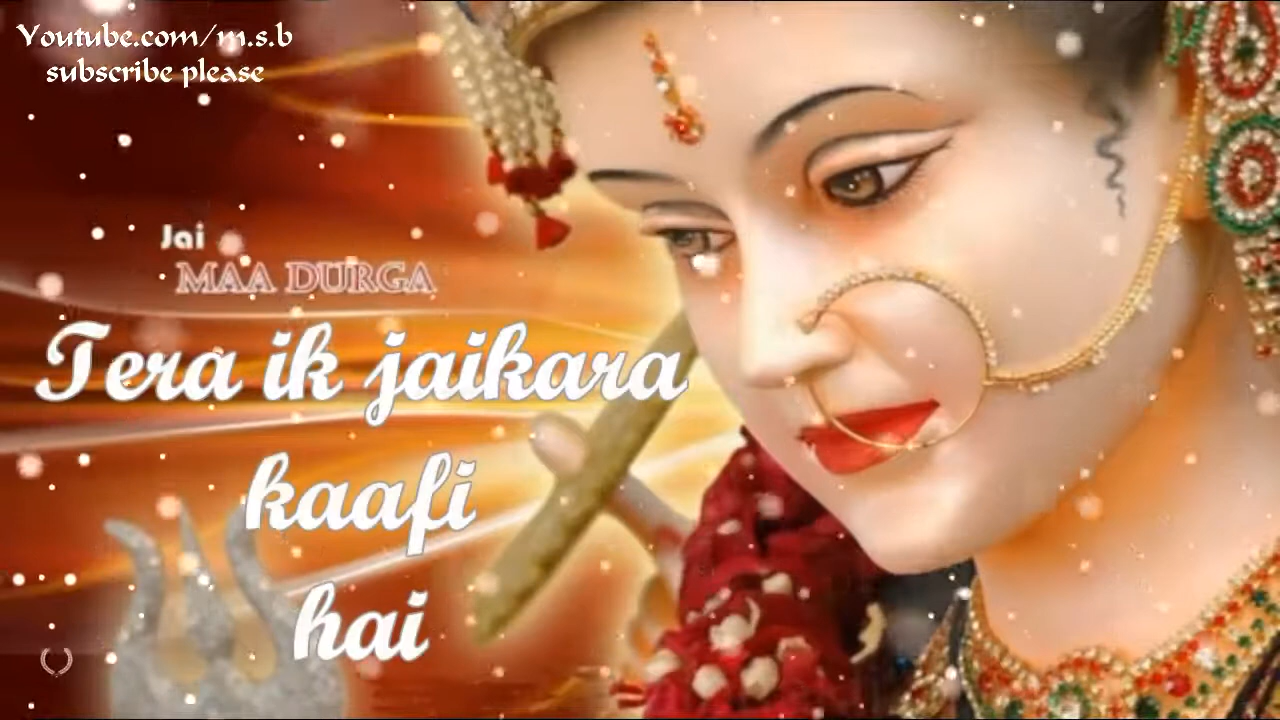 Youtube.com/m.s.b
subscribe please
Jai
MAA DURGA
Tera ik jaikara
kaafi
hai